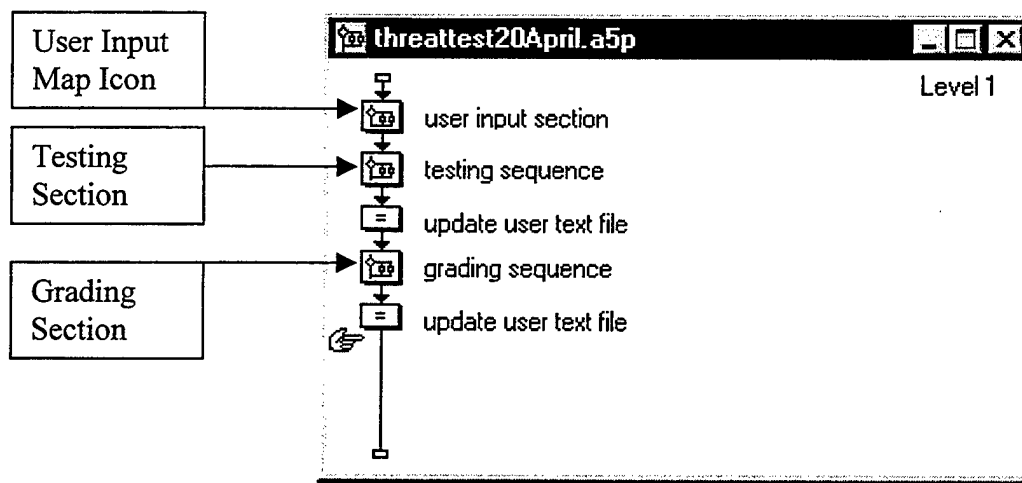 User Input
Map Icon
Testing
Section
Grading
Section
threattest20April.a5p
Level 1
user input section
testing sequence
=
update user text file
grading sequence
=
update user text file